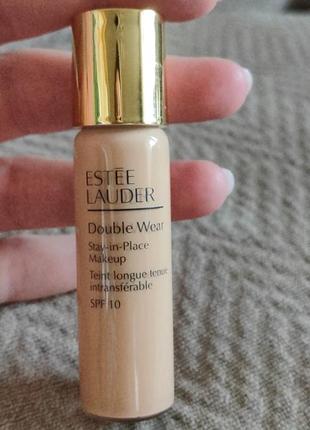 ESTĒE
LAUDER
Double Wear
Stay-in-Place
Makeup
Teint longue tenue
intransférable
SPF 10